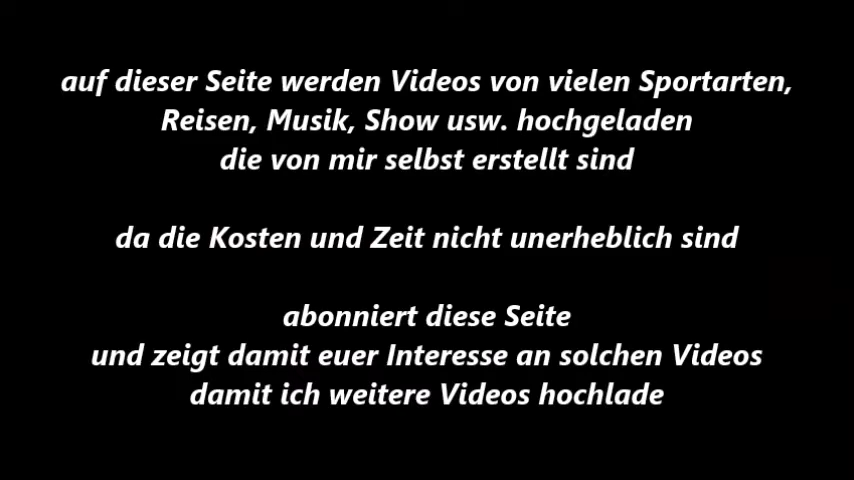 auf dieser Seite werden Videos von vielen Sportarten,
Reisen, Musik, Show usw. hochgeladen
die von mir selbst erstellt sind
da die Kosten und Zeit nicht unerheblich sind
abonniert diese Seite
und zeigt damit euer Interesse an solchen Videos
damit ich weitere Videos hochlade